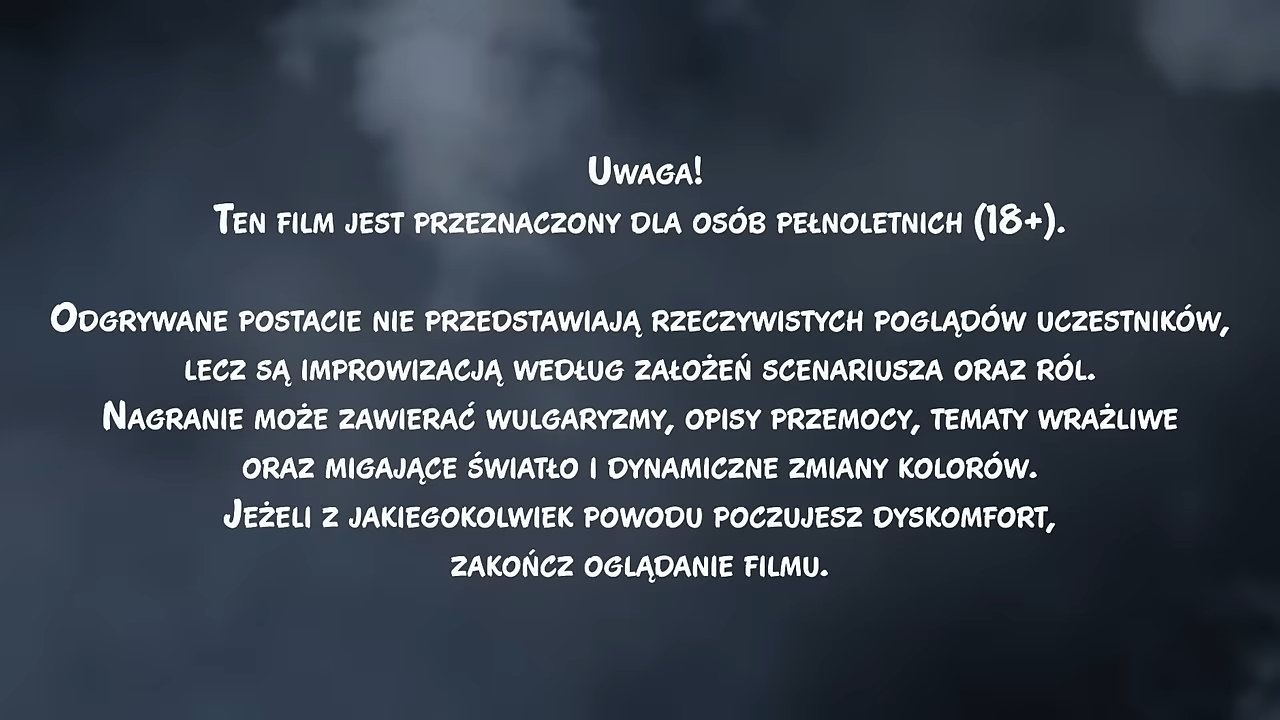 Uwaga!
Ten film jest przeznaczony dla osób pełnoletnich (18+).
Odgrywane postacie nie przedstawiają rzeczywistych poglądów uczestników,
lecz są improwizacją według założeń scenariusza oraz ról.
Nagranie może zawierać wulgaryzmy, opisy przemocy, tematy wrażliwe
oraz migające światło i dynamiczne zmiany kolorów.
Jeżeli z jakiegokolwiek powodu poczujesz dyskomfort,
zakończ oglądanie filmu.